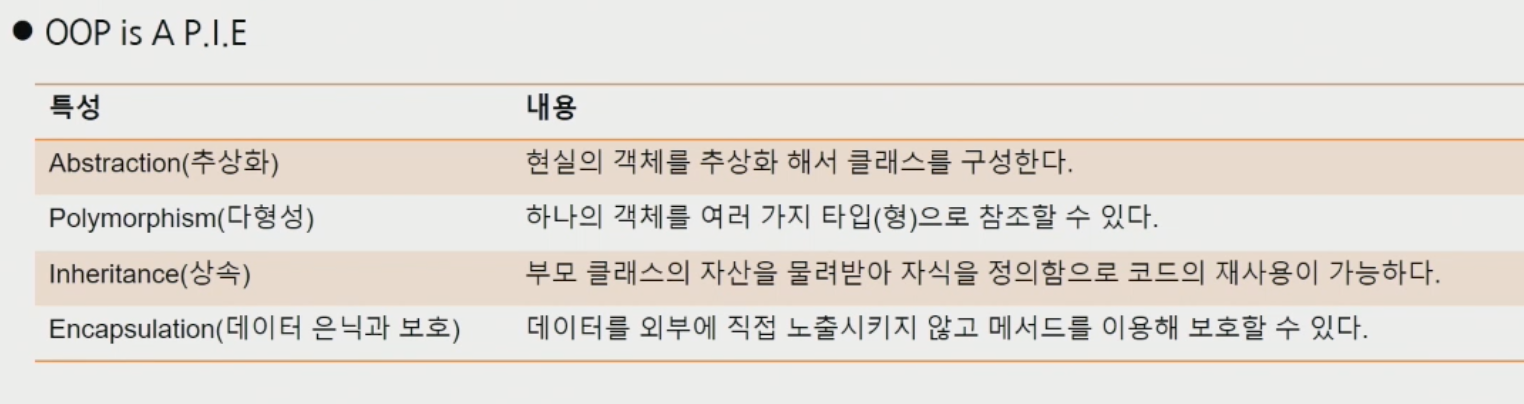 ● OOP is A P.I.E
특성 내용
Abstraction(추상화) 현실의 객체를 추상화 해서 클래스를 구성한다.
Polymorphism(다형성) 하나의 객체를 여러 가지 타입(형)으로 참조할 수 있다.
Inheritance(상속) 부모 클래스의 자산을 물려받아 자식을 정의함으로 코드의 재사용이 가능하다.
Encapsulation(데이터 은닉과 보호) 데이터를 외부에 직접 노출시키지 않고 메서드를 이용해 보호할 수 있다.